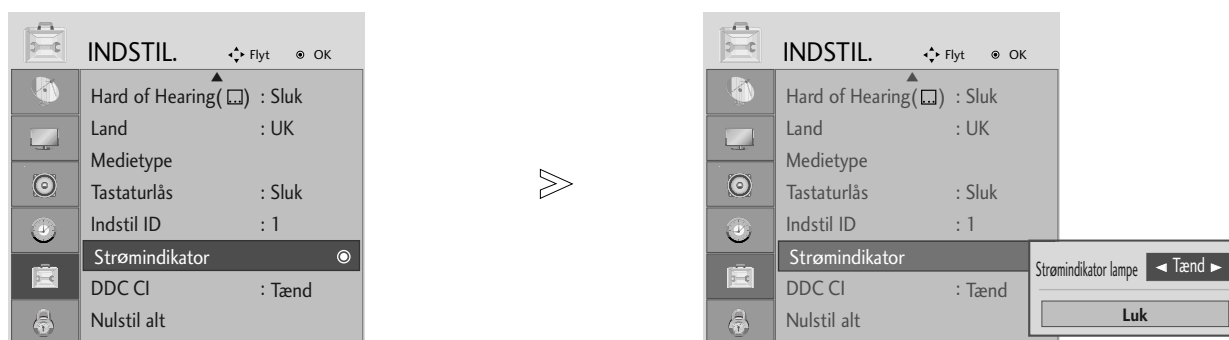 INDSTIL. Flyt OK
Hard of Hearing( ) : Sluk
Land : UK
Medietype
Tastaturlås : Sluk
Indstil ID : 1
Strømindikator
DDC CI : Tænd
Nulstil alt
INDSTIL. Flyt OK
Hard of Hearing( ) : Sluk
Land : UK
Medietype
Tastaturlås : Sluk
Indstil ID : 1
Strømindikator
DDC CI : Tænd
Nulstil alt
Strømindikator lampe ◄ Tænd ►
Luk